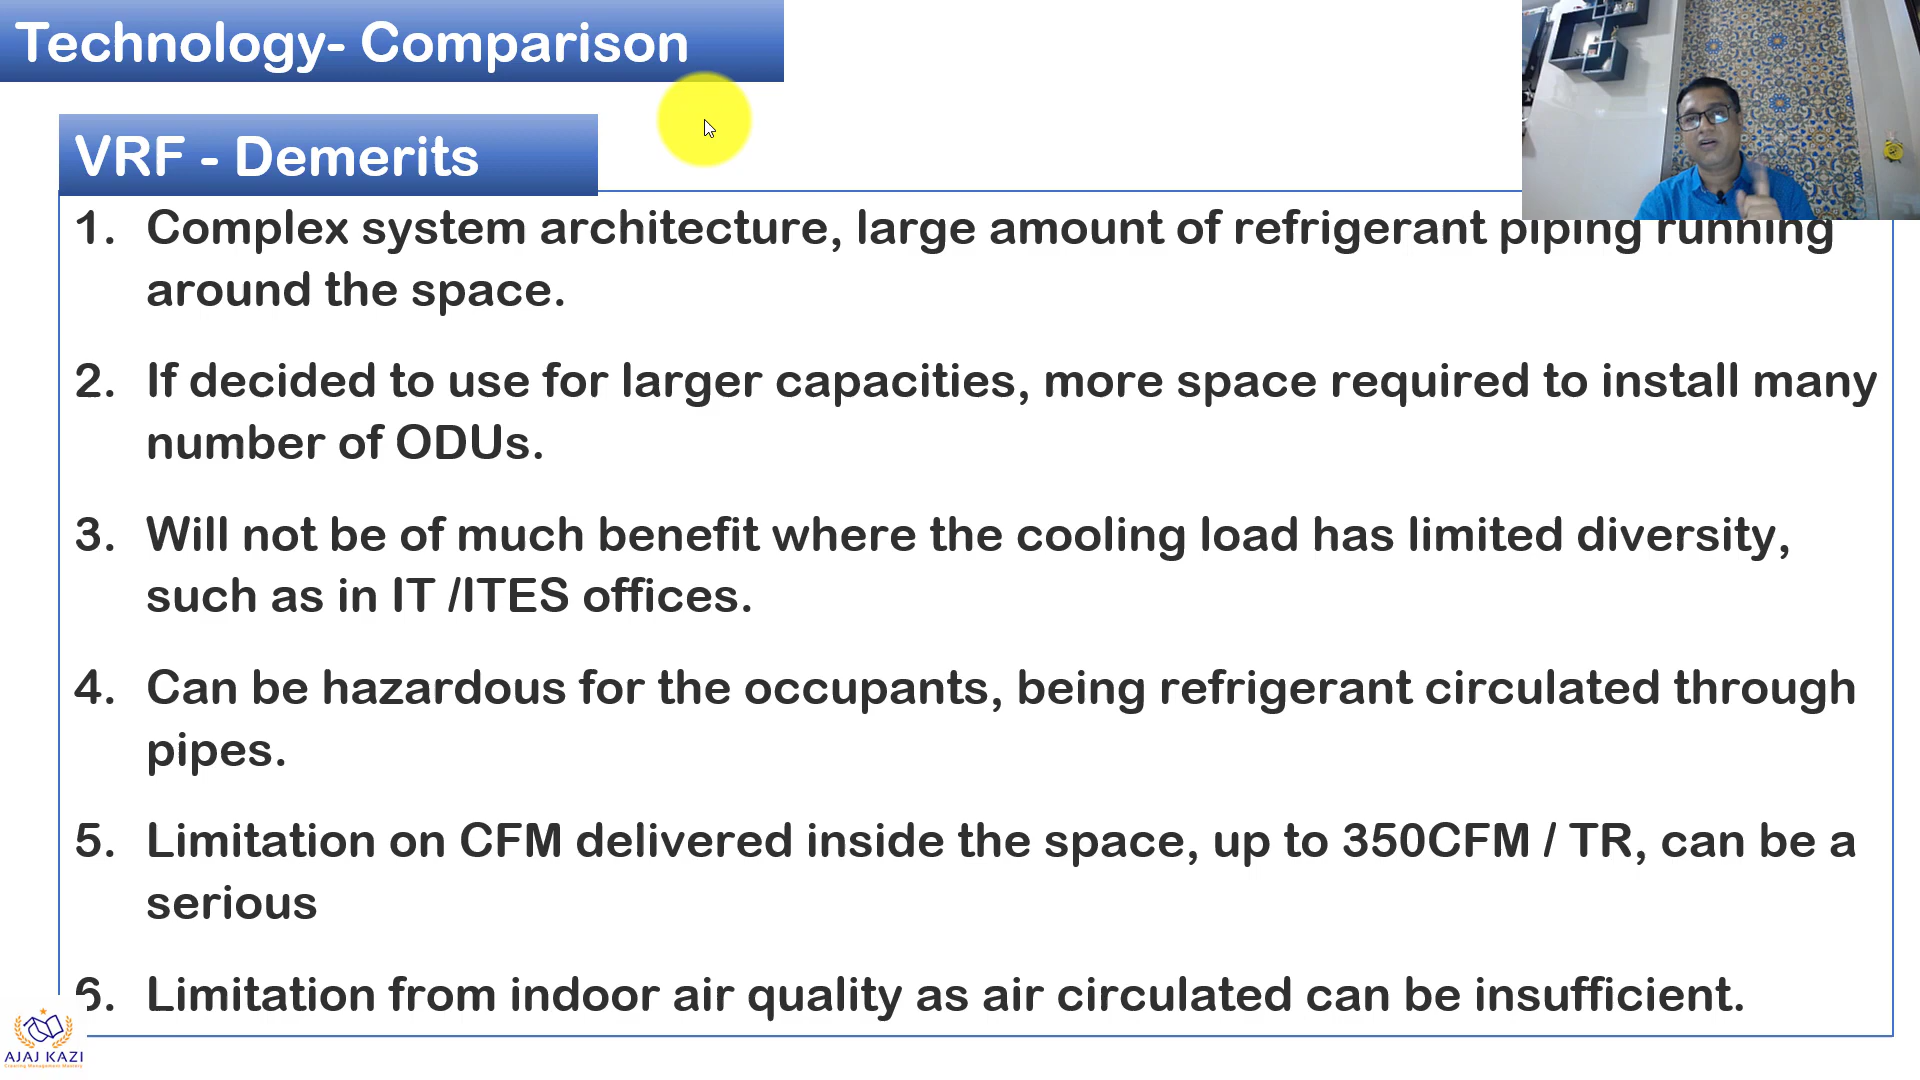 Technology- Comparison
VRF - Demerits
1. Complex system architecture, large amount of refrigerant piping running
around the space.
2. If decided to use for larger capacities, more space required to install many
number of ODUs.
3. Will not be of much benefit where the cooling load has limited diversity,
such as in IT /ITES offices.
4. Can be hazardous for the occupants, being refrigerant circulated through
pipes.
5. Limitation on CFM delivered inside the space, up to 350CFM / TR, can be a
serious
6. Limitation from indoor air quality as air circulated can be insufficient.
AJAJ KAZI
Creating Management Mastery